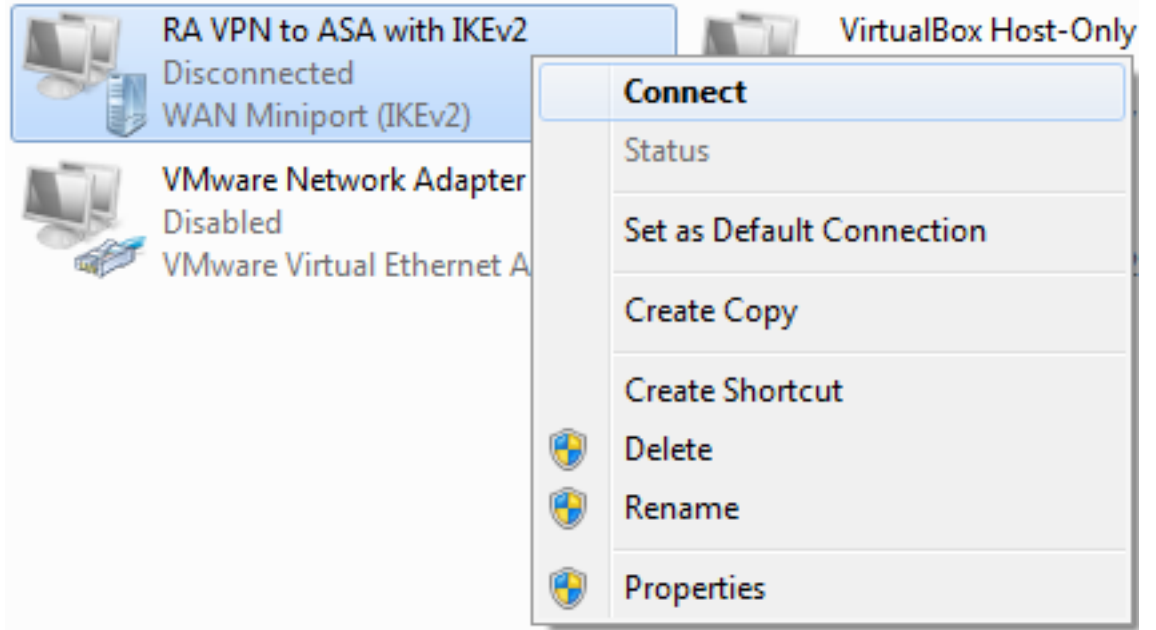 RA VPN to ASA with IKEv2
Disconnected
WAN Miniport (IKEv2)
VMware Network Adapter
Disabled
VMware Virtual Ethernet A
VirtualBox Host-Only
Connect
Status
Set as Default Connection
Create Copy
Create Shortcut
Delete
Rename
Properties